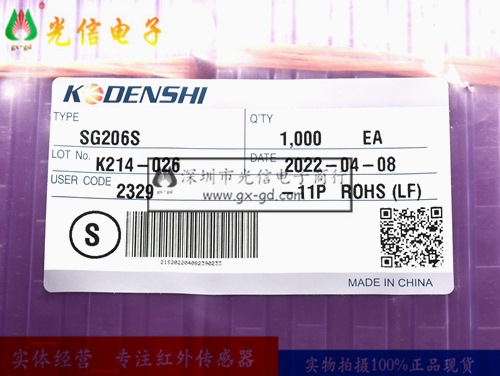 光信电子
gx-gd
KODENSHI
TYPE
SG206S
Q'TY
1,000 EA
LOT No.
K214-026
DATE
2022-04-08
USER CODE
2329
-11P ROHS (LF)
深圳市光信电子商行
www.gx-gd.com
S
MADE IN CHINA
实体经营 专注红外传感器
实物拍摄100%正品现货